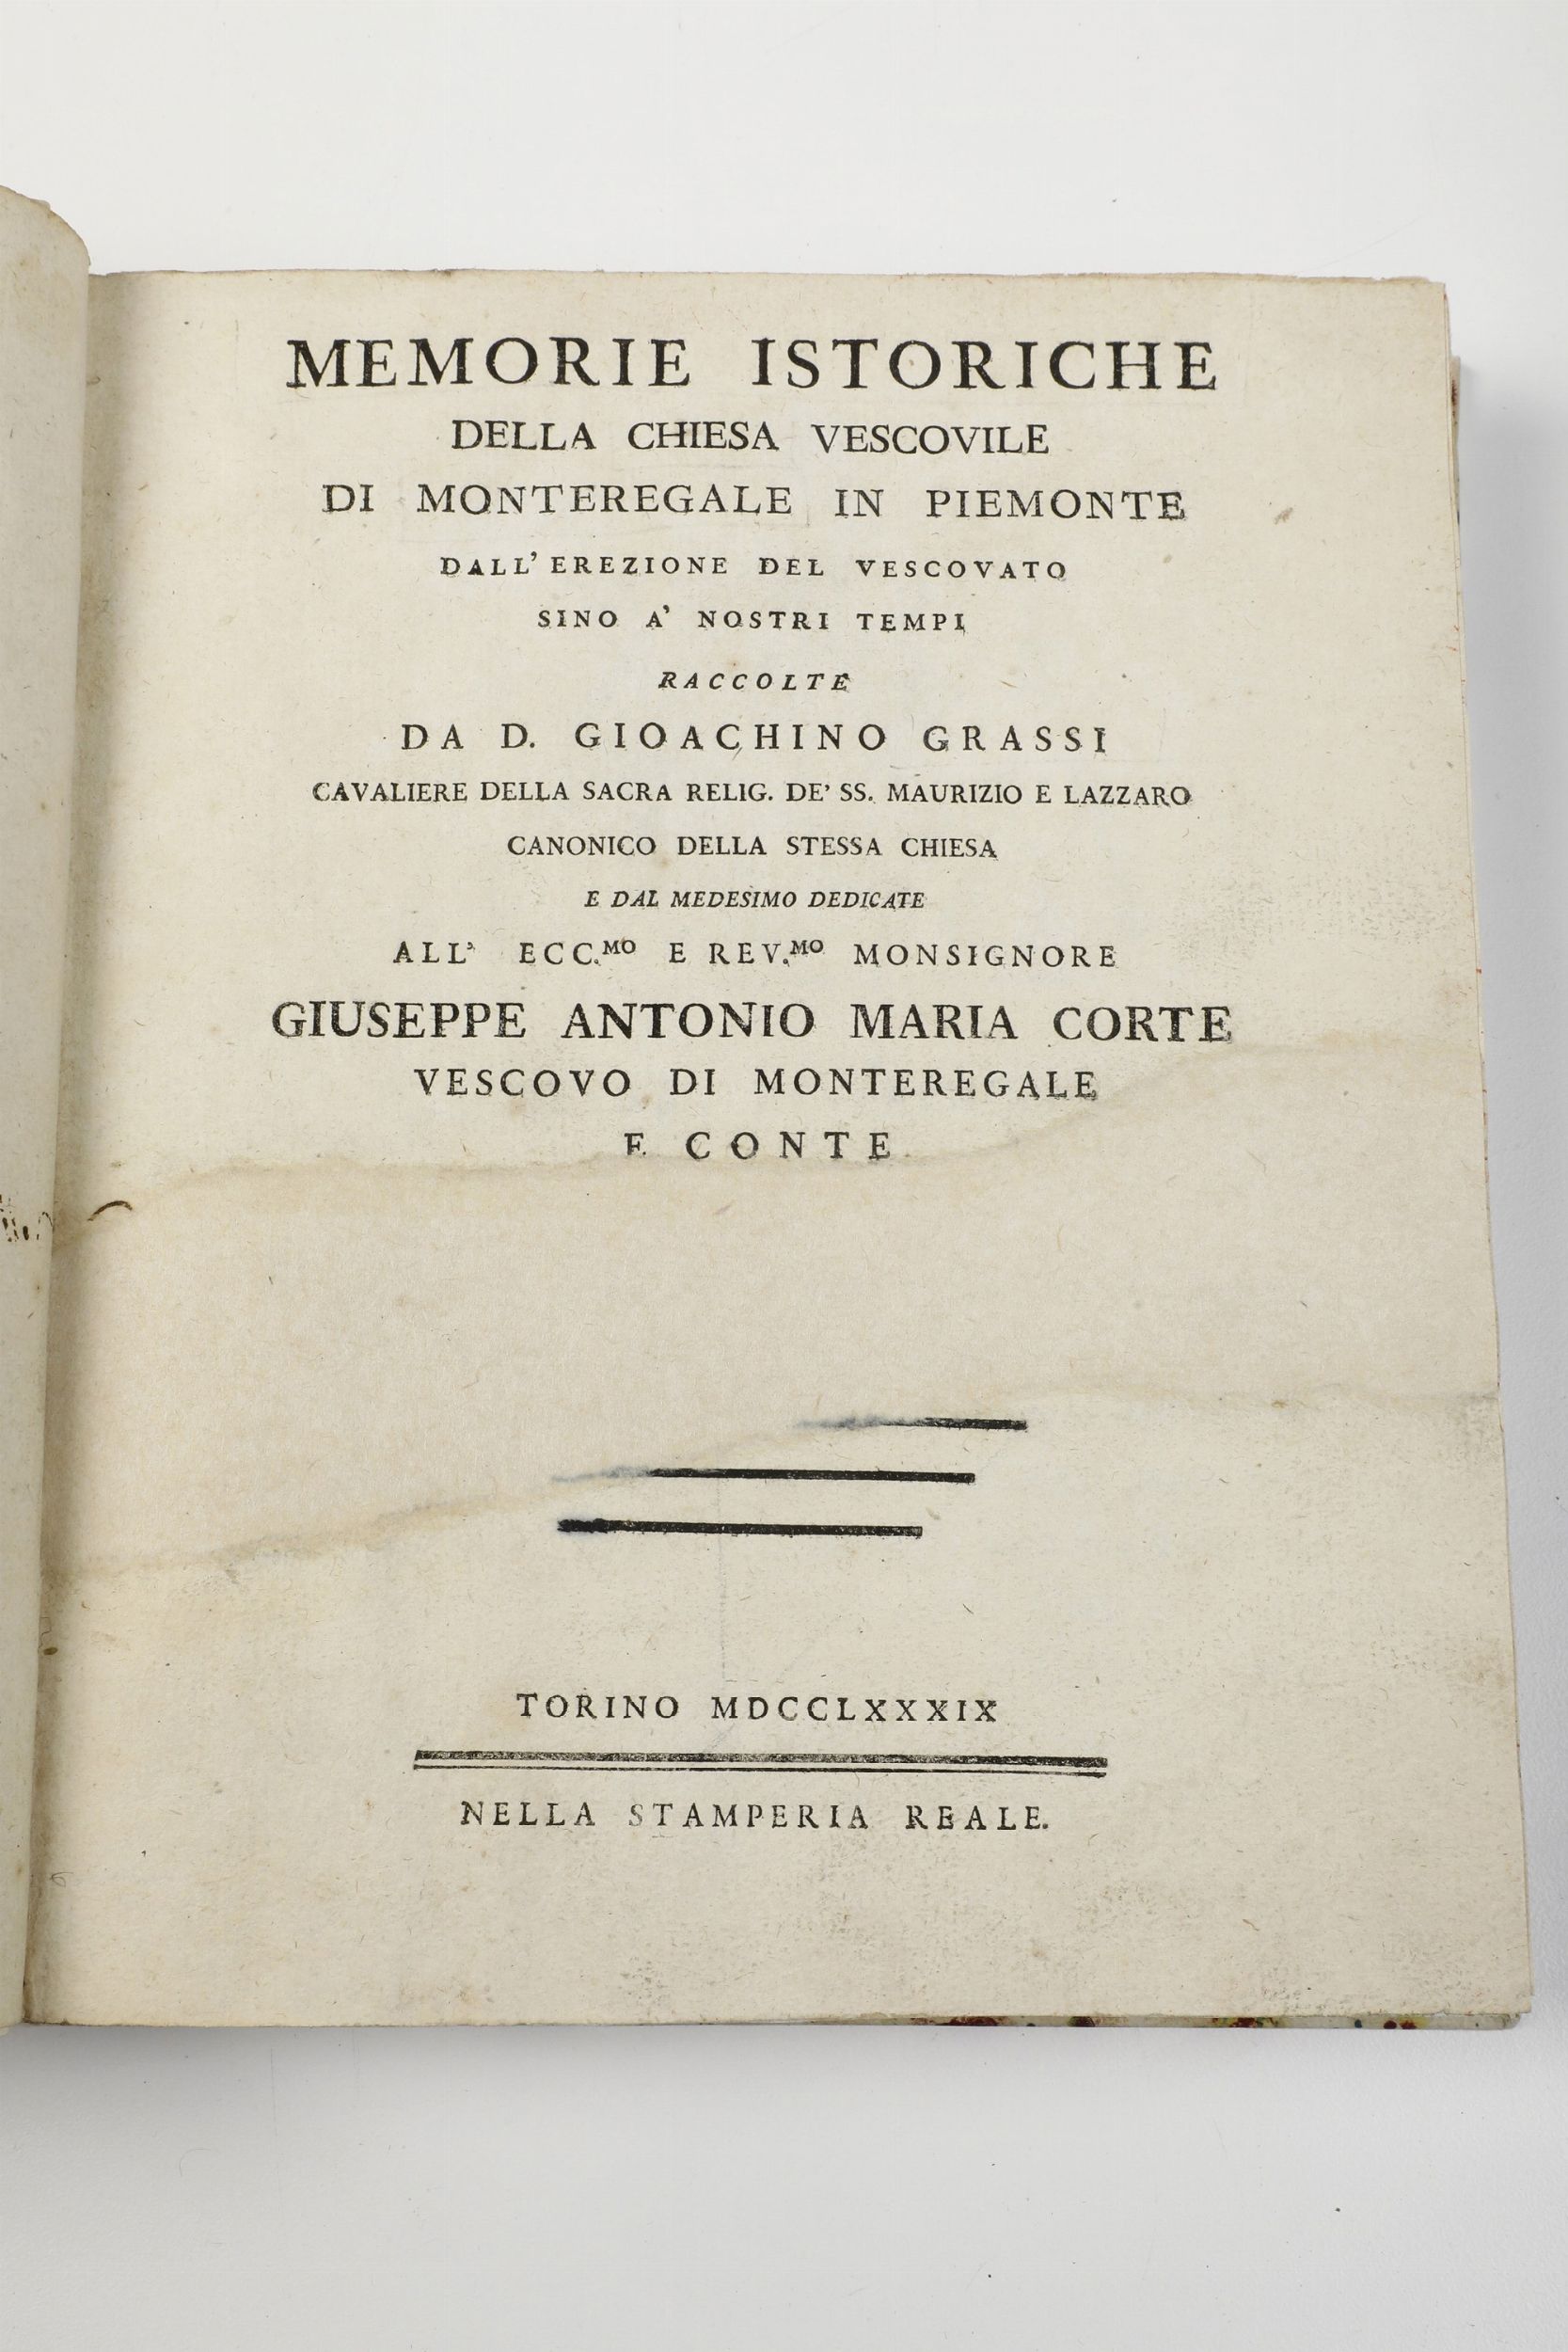 MEMORIE ISTORICHE
DELLA CHIESA VESCOVILE
DI MONTEREGALE IN PIEMONTE
DALL' EREZIONE DEL VESCOVATO
SINO A' NOSTRI TEMPI
RACCOLTE
DA D. GIOACHINO GRASSI
CAVALIERE DELLA SACRA RELIG. DE' SS. MAURIZIO E LAZZARO
CANONICO DELLA STESSA CHIESA
E DAL MEDESIMO DEDICATE
ALL' ECC.MO E REV.MO MONSIGNORE
GIUSEPPE ANTONIO MARIA CORTE
VESCOVO DI MONTEREGALE
E CONTE
TORINO MDCCLXXXIX
NELLA STAMPERIA REALE.